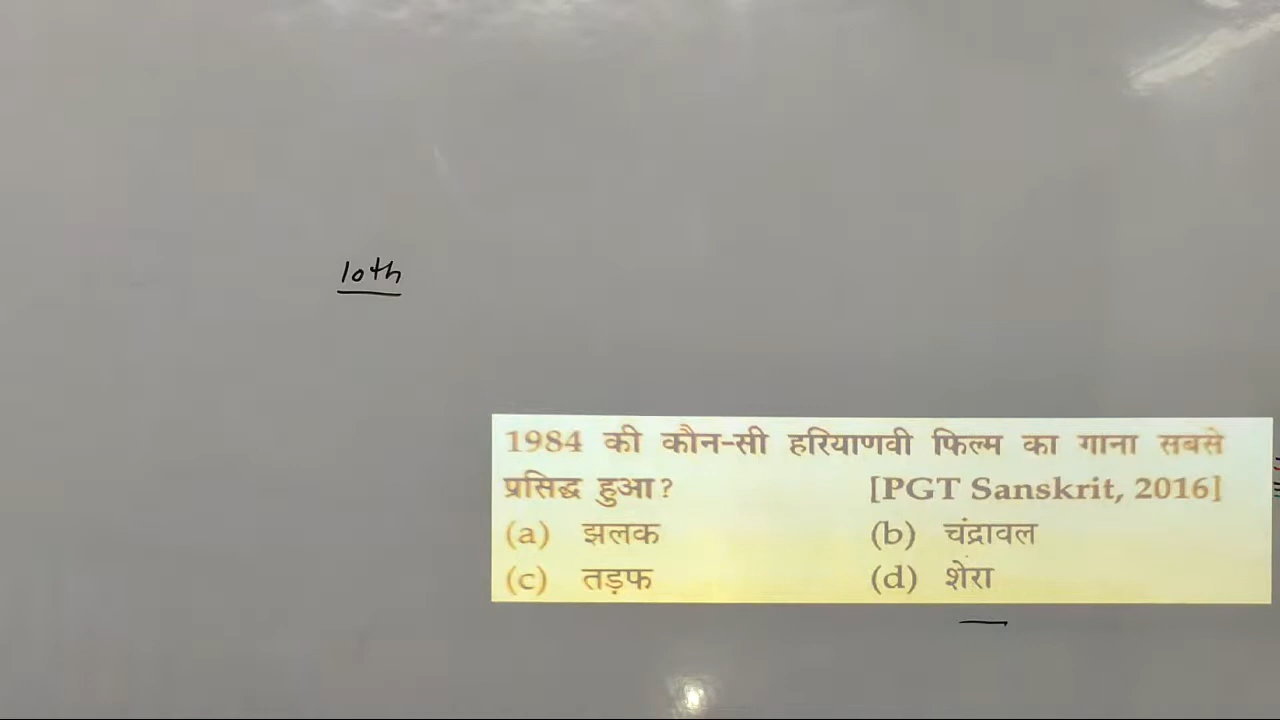 10th
1984 की कौन-सी हरियाणवी फिल्म का गाना सबसे
प्रसिद्ध हुआ? [PGT Sanskrit, 2016]
(a) झलक (b) चंद्रावल
(c) तड़फ (d) शेरा